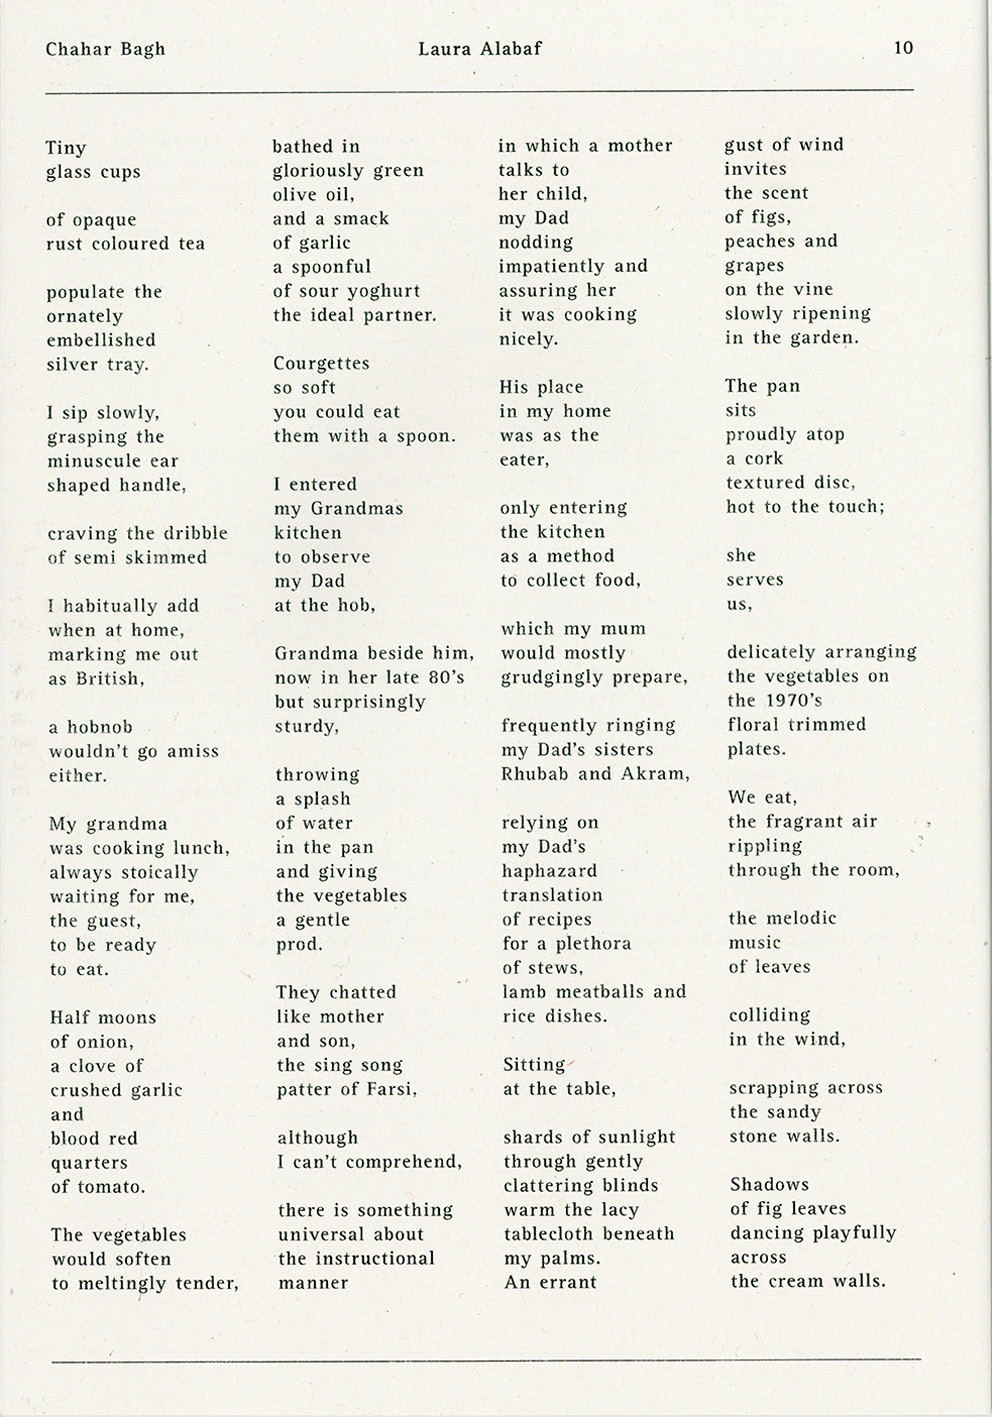 Chahar Bagh
Laura Alabaf
10
Tiny
glass cups

of opaque
rust coloured tea

populate the
ornately
embellished
silver tray.

I sip slowly,
grasping the
minuscule ear
shaped handle,

craving the dribble
of semi skimmed

I habitually add
when at home,
marking me out
as British,

a hobnob
wouldn't go amiss
either.

My grandma
was cooking lunch,
always stoically
waiting for me,
the guest,
to be ready
to eat.

Half moons
of onion,
a clove of
crushed garlic
and
blood red
quarters
of tomato.

The vegetables
would soften
to meltingly tender,
bathed in
gloriously green
olive oil,
and a smack
of garlic
a spoonful
of sour yoghurt
the ideal partner.

Courgettes
so soft
you could eat
them with a spoon.

I entered
my Grandmas
kitchen
to observe
my Dad
at the hob,

Grandma beside him,
now in her late 80's
but surprisingly
sturdy,

throwing
a splash
of water
in the pan
and giving
the vegetables
a gentle
prod.

They chatted
like mother
and son,
the sing song
patter of Farsi,

although
I can't comprehend,

there is something
universal about
the instructional
manner
in which a mother
talks to
her child,
my Dad
nodding
impatiently and
assuring her
it was cooking
nicely.

His place
in my home
was as the
eater,

only entering
the kitchen
as a method
to collect food,

which my mum
would mostly
grudgingly prepare,

frequently ringing
my Dad's sisters
Rhubab and Akram,

relying on
my Dad's
haphazard
translation
of recipes
for a plethora
of stews,
lamb meatballs and
rice dishes.

Sitting
at the table,

shards of sunlight
through gently
clattering blinds
warm the lacy
tablecloth beneath
my palms.
An errant
gust of wind
invites
the scent
of figs,
peaches and
grapes
on the vine
slowly ripening
in the garden.

The pan
sits
proudly atop
a cork
textured disc,
hot to the touch;

she
serves
us,

delicately arranging
the vegetables on
the 1970's
floral trimmed
plates.

We eat,
the fragrant air
rippling
through the room,

the melodic
music
of leaves

colliding
in the wind,

scrapping across
the sandy
stone walls.

Shadows
of fig leaves
dancing playfully
across
the cream walls.